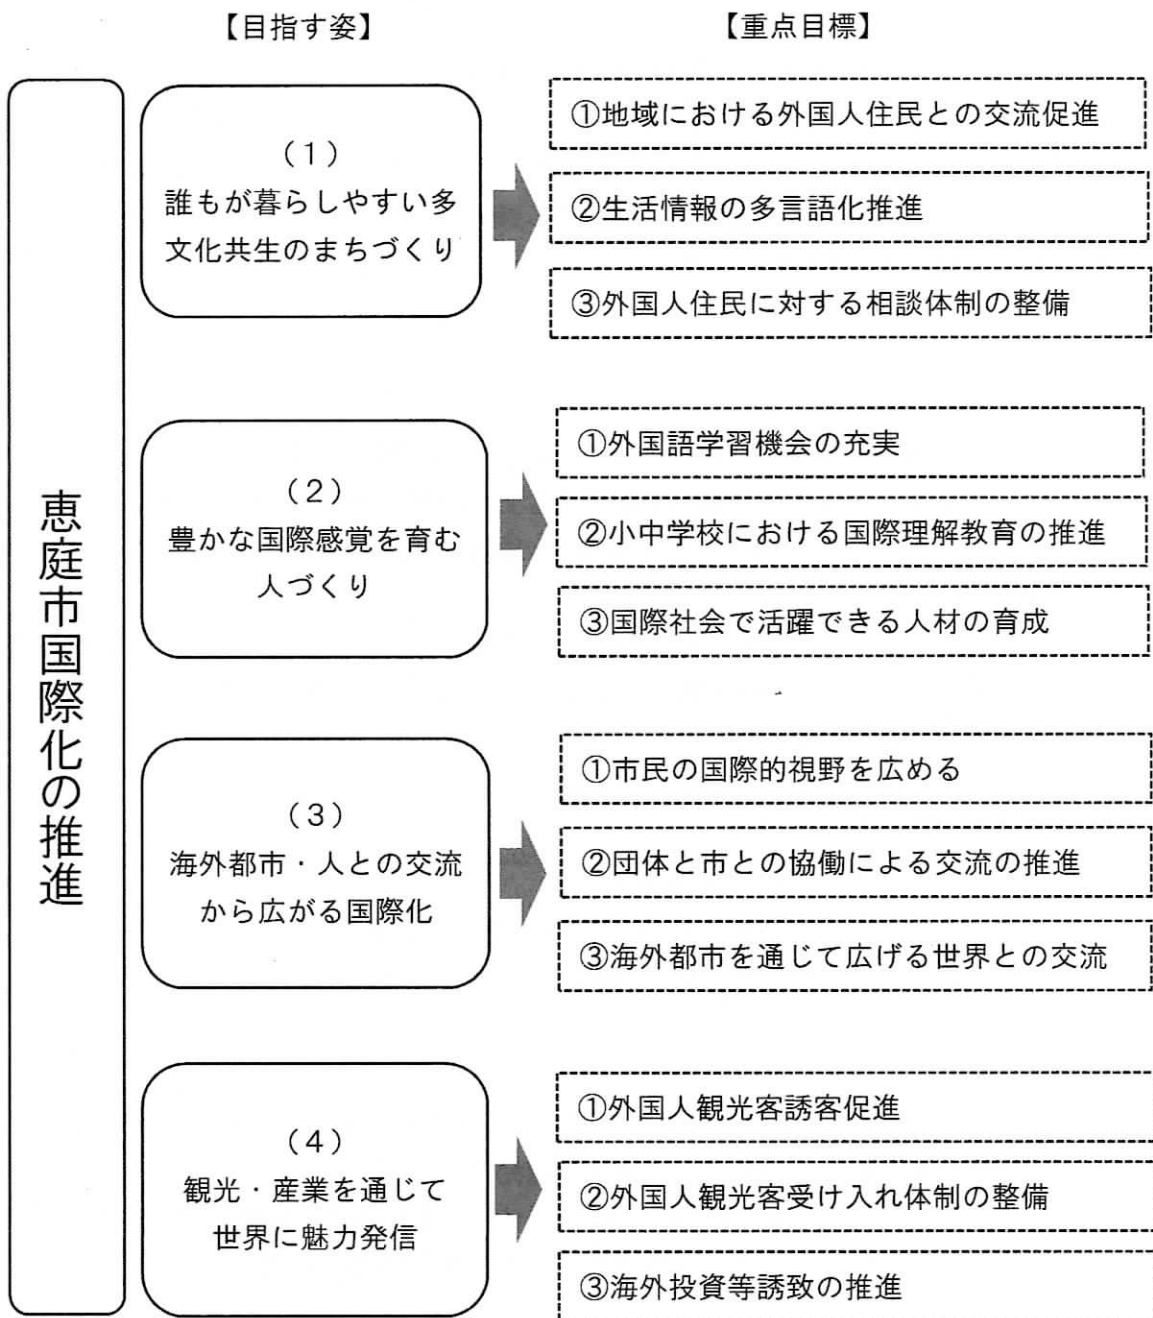 【目指す姿】
【重点目標】
恵庭市国際化の推進
(1)
誰もが暮らしやすい多
文化共生のまちづくり
①地域における外国人住民との交流促進
②生活情報の多言語化推進
③外国人住民に対する相談体制の整備
(2)
豊かな国際感覚を育む
人づくり
①外国語学習機会の充実
②小中学校における国際理解教育の推進
③国際社会で活躍できる人材の育成
(3)
海外都市・人との交流
から広がる国際化
①市民の国際的視野を広める
②団体と市との協働による交流の推進
③海外都市を通じて広げる世界との交流
(4)
観光・産業を通じて
世界に魅力発信
①外国人観光客誘客促進
②外国人観光客受け入れ体制の整備
③海外投資等誘致の推進